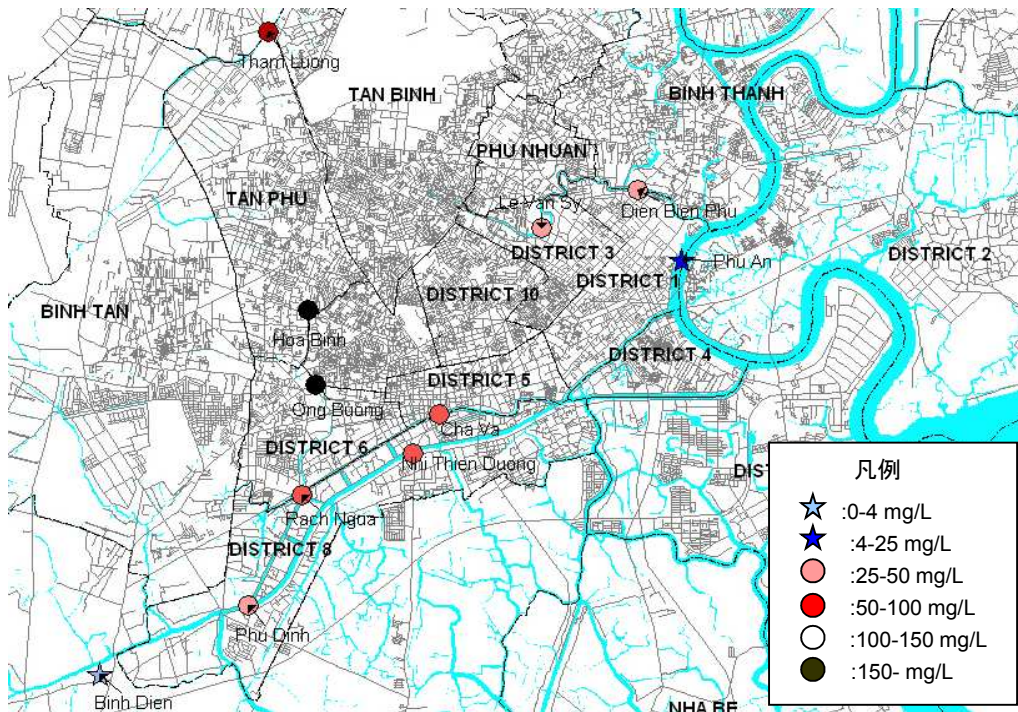 Tham Luong
TAN BINH
BINH THANH
PHU NHUAN
TAN PHU
Le Van Sy
Dien Bien Phu
DISTRICT 3
Phu An
DISTRICT 2
DISTRICT 1
DISTRICT 10
BINH TAN
Hoa Binh
DISTRICT 4
DISTRICT 5
Ong Buong
Cha Va
DISTRICT 6
Nhi Thien Duong
DIST
Rach Ngua
DISTRICT 8
Phu Dinh
Binh Dien
NHA BE
凡例
:0-4 mg/L
:4-25 mg/L
:25-50 mg/L
:50-100 mg/L
:100-150 mg/L
:150- mg/L